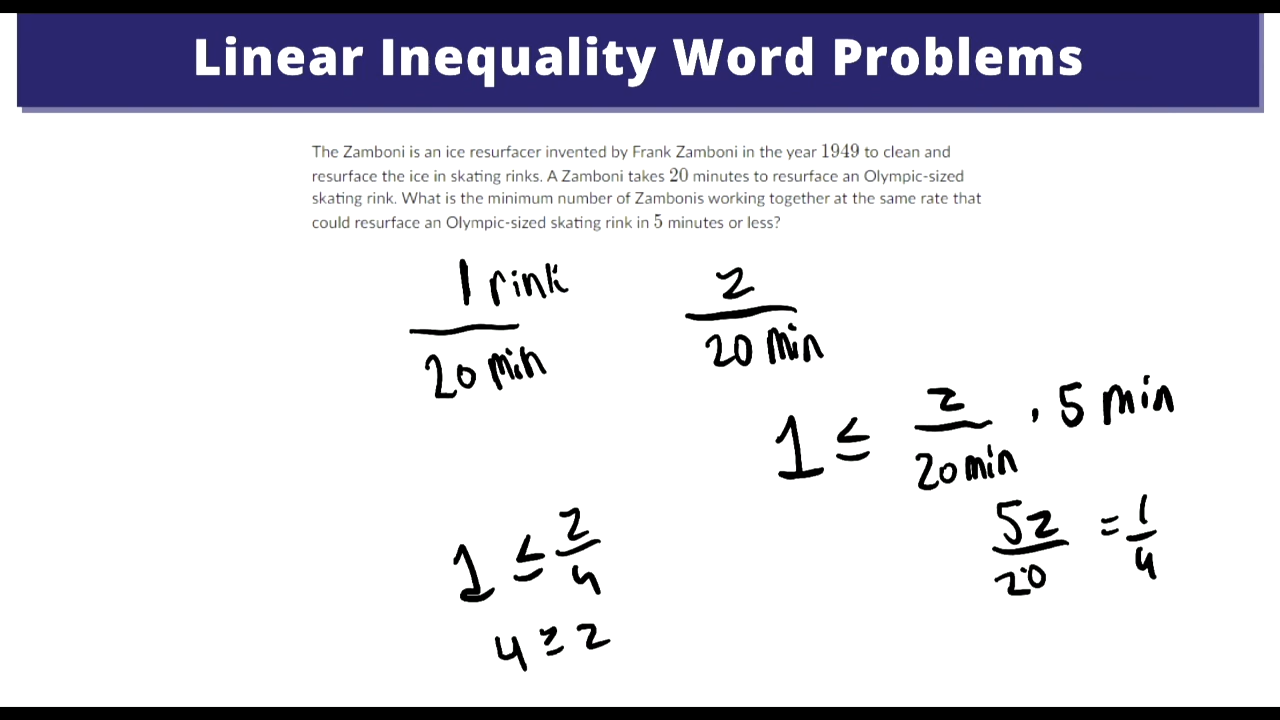 Linear Inequality Word Problems
The Zamboni is an ice resurfacer invented by Frank Zamboni in the year 1949 to clean and
resurface the ice in skating rinks. A Zamboni takes 20 minutes to resurface an Olympic-sized
skating rink. What is the minimum number of Zambonis working together at the same rate that
could resurface an Olympic-sized skating rink in 5 minutes or less?
1 rink
20 min
z
20 min
1 ≤ z/20 min · 5 min
5z/20 = 1/4
1 ≤ z/4
4 ≥ z